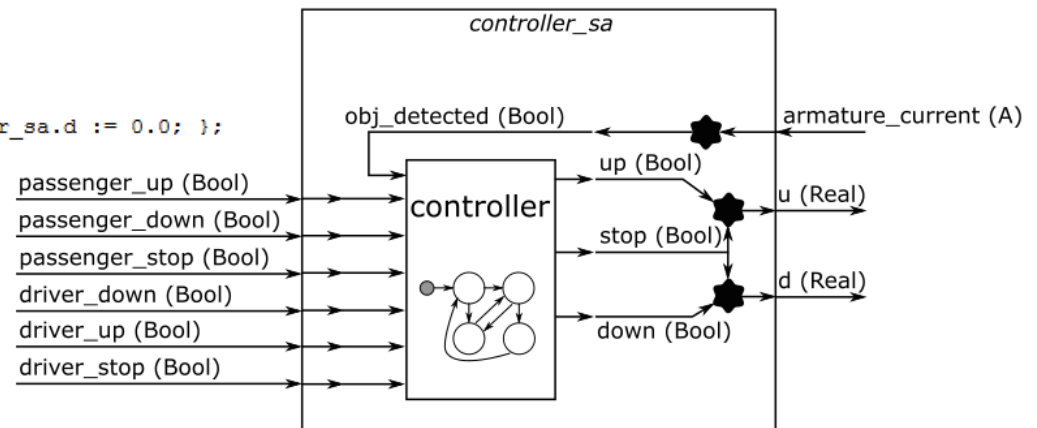 controller_sa
obj_detected (Bool)
armature_current (A)
r_sa.d := 0.0; };
up (Bool)
passenger_up (Bool)
controller
u (Real)
passenger_down (Bool)
stop (Bool)
passenger_stop (Bool)
d (Real)
driver_down (Bool)
down (Bool)
driver_up (Bool)
driver_stop (Bool)